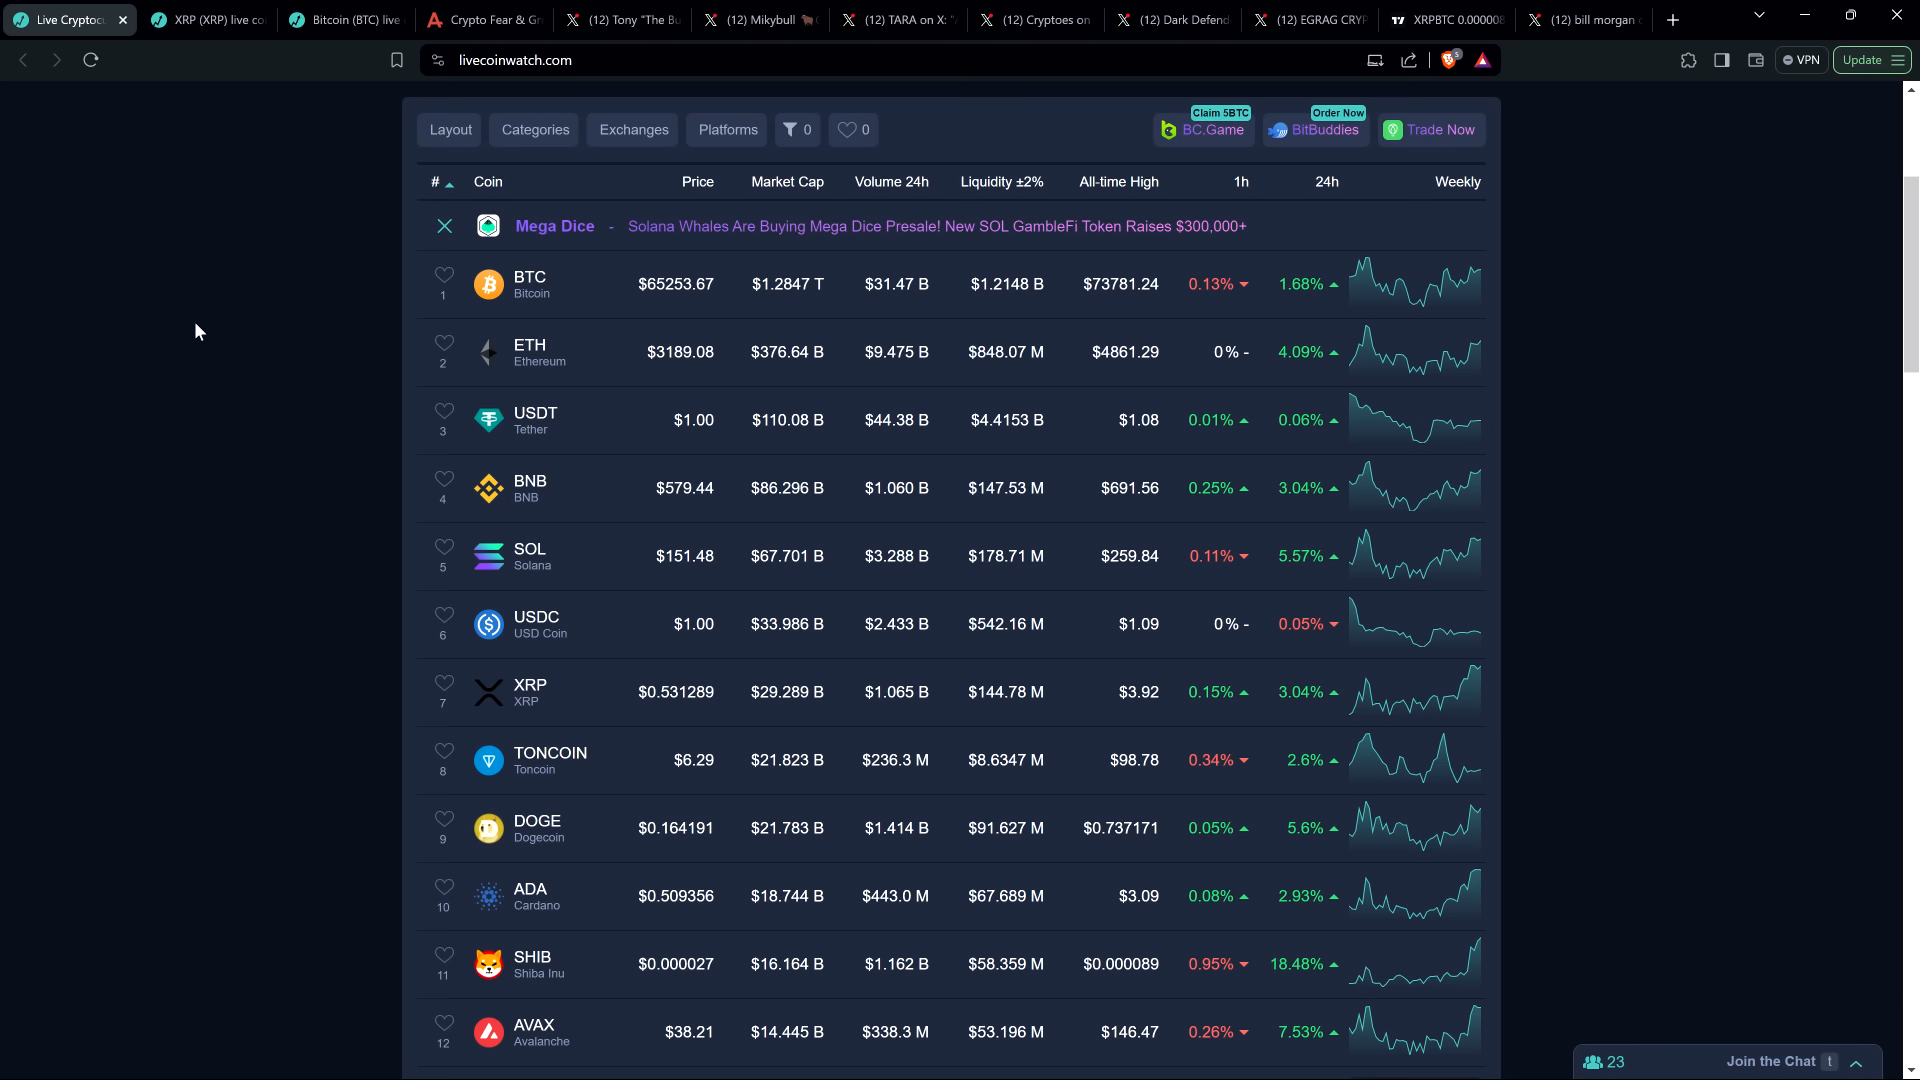 Live Cryptocu
XRP (XRP) live co
Bitcoin (BTC) live
Crypto Fear & Gr
(12) Tony "The Bu
(12) Mikybull
(12) TARA on X: "
(12) Cryptoes on
(12) Dark Defend
(12) EGRAG CRYP
XRPBTC 0.000008
(12) bill morgan
livecoinwatch.com
5
VPN
Update
Claim 5BTC
Order Now
Layout Categories Exchanges Platforms 0 0 BC.Game BitBuddies Trade Now
# Coin Price Market Cap Volume 24h Liquidity ±2% All-time High 1h 24h Weekly
Mega Dice - Solana Whales Are Buying Mega Dice Presale! New SOL GambleFi Token Raises $300,000+
1 BTC Bitcoin $65253.67 $1.2847 T $31.47 B $1.2148 B $73781.24 0.13% 1.68%
2 ETH Ethereum $3189.08 $376.64 B $9.475 B $848.07 M $4861.29 0% - 4.09%
3 USDT Tether $1.00 $110.08 B $44.38 B $4.4153 B $1.08 0.01% 0.06%
4 BNB BNB $579.44 $86.296 B $1.060 B $147.53 M $691.56 0.25% 3.04%
5 SOL Solana $151.48 $67.701 B $3.288 B $178.71 M $259.84 0.11% 5.57%
6 USDC USD Coin $1.00 $33.986 B $2.433 B $542.16 M $1.09 0% - 0.05%
7 XRP XRP $0.531289 $29.289 B $1.065 B $144.78 M $3.92 0.15% 3.04%
8 TONCOIN Toncoin $6.29 $21.823 B $236.3 M $8.6347 M $98.78 0.34% 2.6%
9 DOGE Dogecoin $0.164191 $21.783 B $1.414 B $91.627 M $0.737171 0.05% 5.6%
10 ADA Cardano $0.509356 $18.744 B $443.0 M $67.689 M $3.09 0.08% 2.93%
11 SHIB Shiba Inu $0.000027 $16.164 B $1.162 B $58.359 M $0.000089 0.95% 18.48%
12 AVAX Avalanche $38.21 $14.445 B $338.3 M $53.196 M $146.47 0.26% 7.53%
23 Join the Chat t